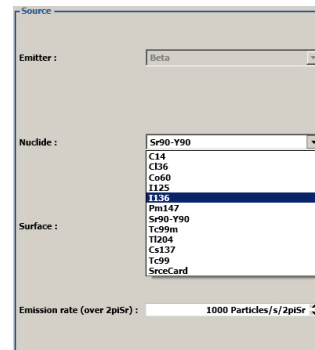 Source
Emitter :
Beta
Nuclide :
Sr90-Y90
C14
Cl36
Co60
I125
I136
Pm147
Sr90-Y90
Tc99m
Tl204
Cs137
Tc99
SrceCard
Surface :
Emission rate (over 2piSr) :
1000 Particles/s/2piSr